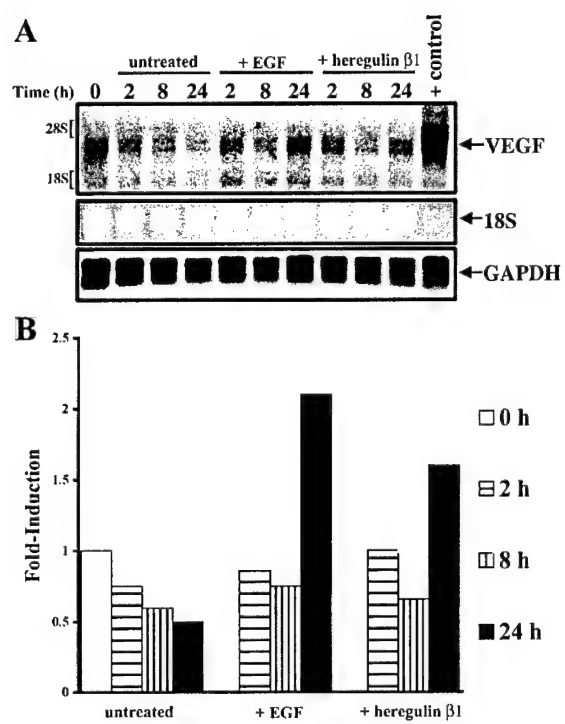 A
untreated + EGF + heregulin β1 + control
Time (h) 0 2 8 24 2 8 24 2 8 24
28S
VEGF
18S
18S
GAPDH
B
2.5
2
1.5
1
0.5
0
Fold-Induction
untreated + EGF + heregulin β1
0 h
2 h
8 h
24 h